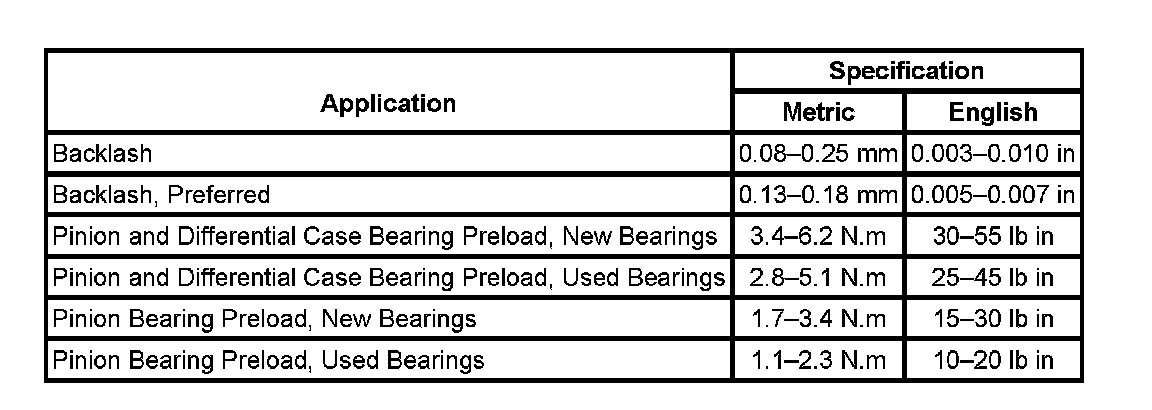 Application
Specification
Metric English
Backlash 0.08–0.25 mm 0.003–0.010 in
Backlash, Preferred 0.13–0.18 mm 0.005–0.007 in
Pinion and Differential Case Bearing Preload, New Bearings 3.4–6.2 N.m 30–55 lb in
Pinion and Differential Case Bearing Preload, Used Bearings 2.8–5.1 N.m 25–45 lb in
Pinion Bearing Preload, New Bearings 1.7–3.4 N.m 15–30 lb in
Pinion Bearing Preload, Used Bearings 1.1–2.3 N.m 10–20 lb in